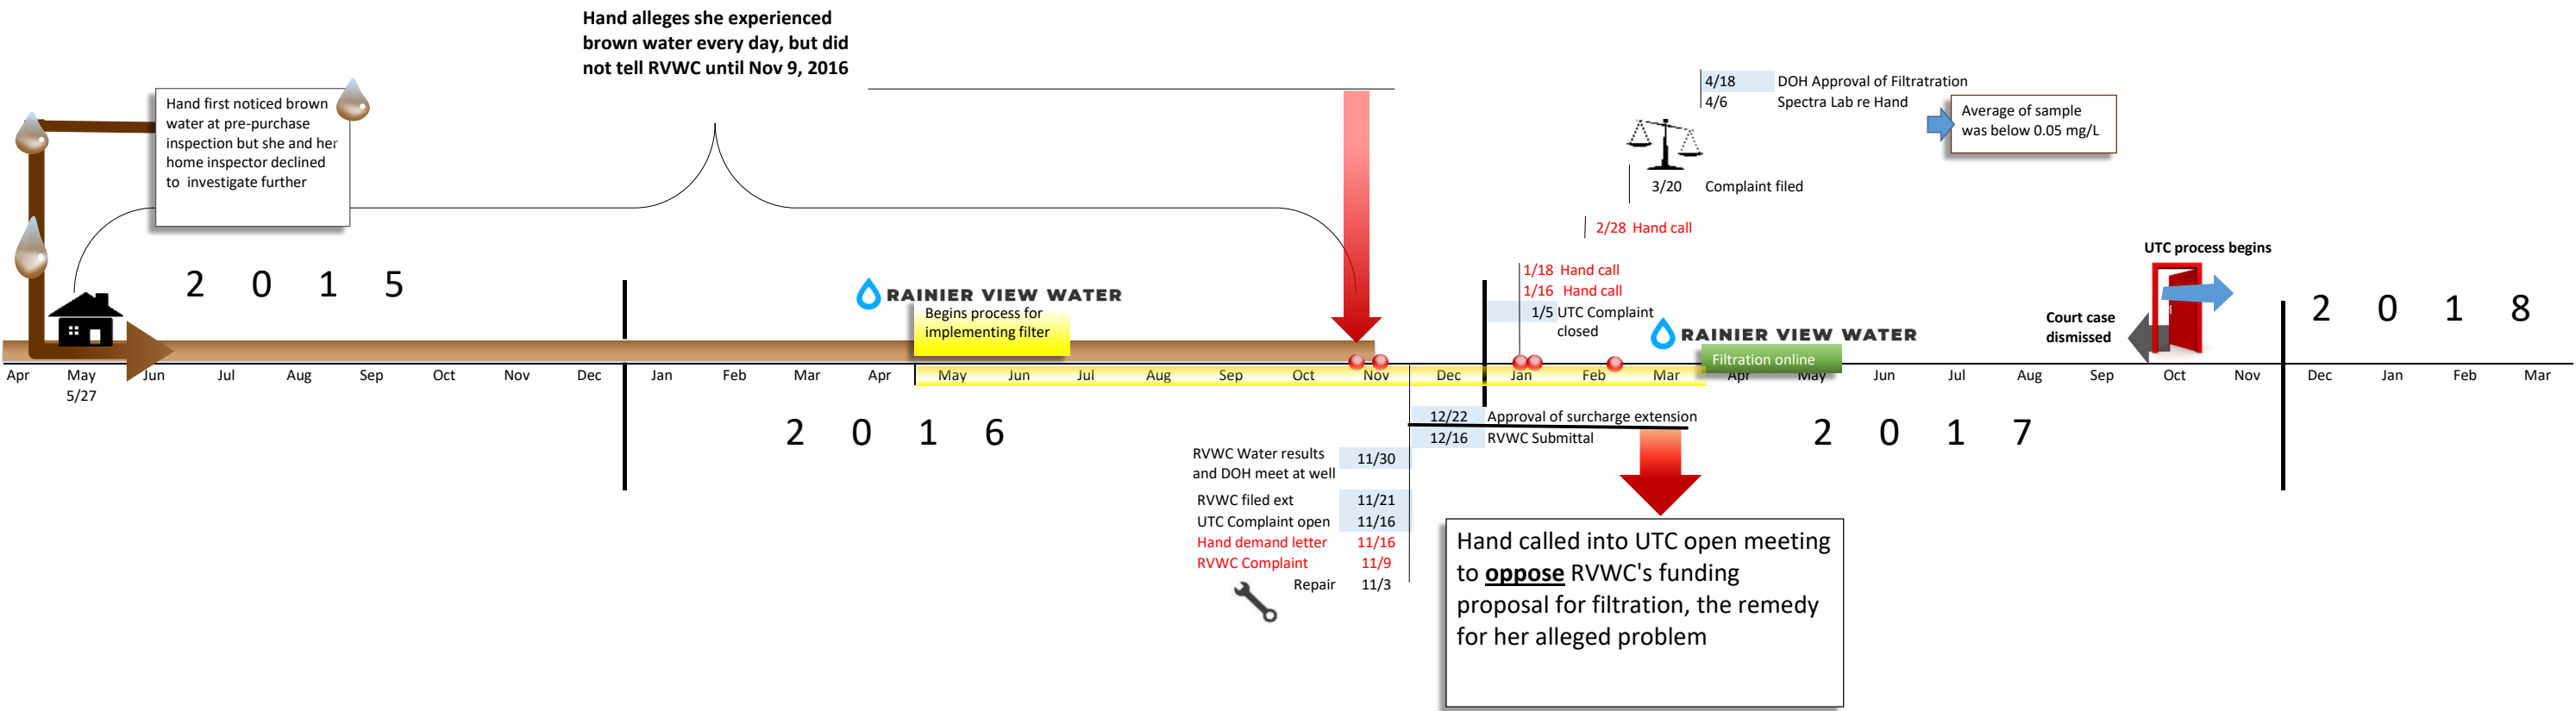 Hand alleges she experienced
brown water every day, but did
not tell RVWC until Nov 9, 2016
Hand first noticed brown
water at pre-purchase
inspection but she and her
home inspector declined
to investigate further
4/18 DOH Approval of Filtratration
4/6 Spectra Lab re Hand
Average of sample
was below 0.05 mg/L
3/20 Complaint filed
2/28 Hand call
1/18 Hand call
1/16 Hand call
1/5 UTC Complaint
closed
UTC process begins
Court case
dismissed
2 0 1 5
RAINIER VIEW WATER
Begins process for
implementing filter
RAINIER VIEW WATER
Filtration online
2 0 1 8
Apr May Jun Jul Aug Sep Oct Nov Dec Jan Feb Mar Apr May Jun Jul Aug Sep Oct Nov Dec Jan Feb Mar Apr May Jun Jul Aug Sep Oct Nov Dec Jan Feb Mar
5/27
2 0 1 6
2 0 1 7
12/22 Approval of surcharge extension
12/16 RVWC Submittal
RVWC Water results
and DOH meet at well 11/30
RVWC filed ext 11/21
UTC Complaint open 11/16
Hand demand letter 11/16
RVWC Complaint 11/9
Repair 11/3
Hand called into UTC open meeting
to oppose RVWC's funding
proposal for filtration, the remedy
for her alleged problem